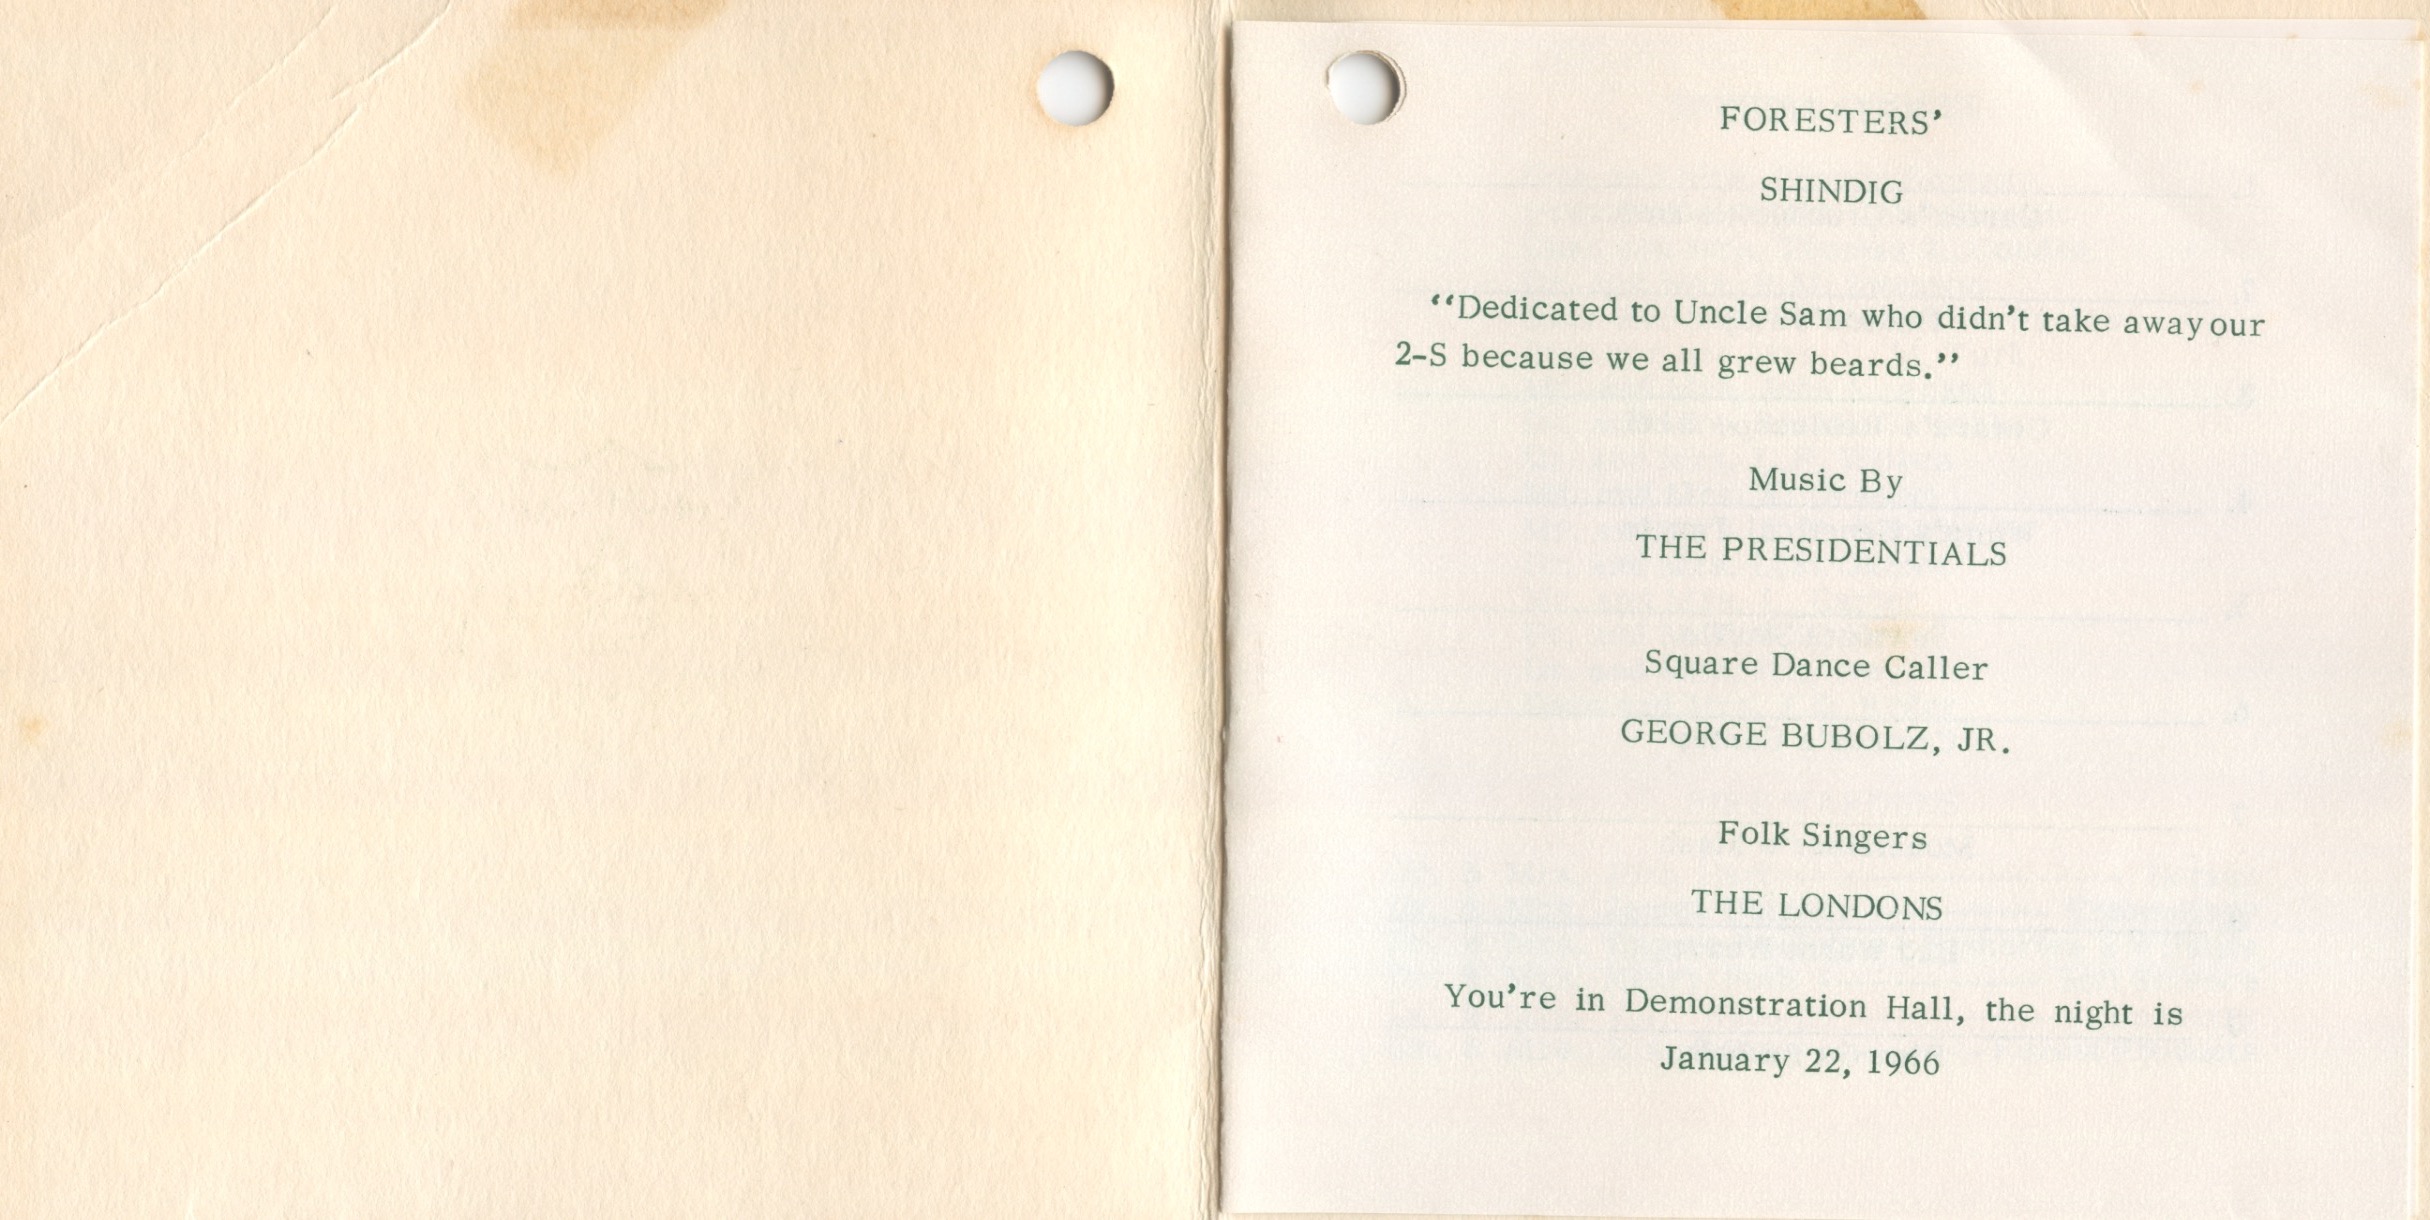 FORESTERS'
SHINDIG
"Dedicated to Uncle Sam who didn't take away our
2-S because we all grew beards."
Music By
THE PRESIDENTIALS
Square Dance Caller
GEORGE BUBOLZ, JR.
Folk Singers
THE LONDONS
You're in Demonstration Hall, the night is
January 22, 1966